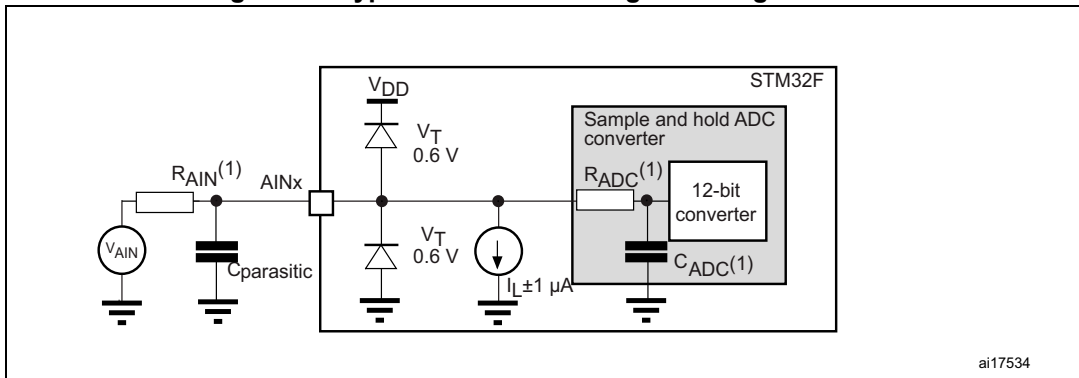 STM32F
VDD
Sample and hold ADC
converter
VT
0.6 V
RAIN(1)
AINx
RADC(1)
12-bit
converter
VAIN
Cparasitic
VT
0.6 V
IL±1 µA
CADC(1)
ai17534